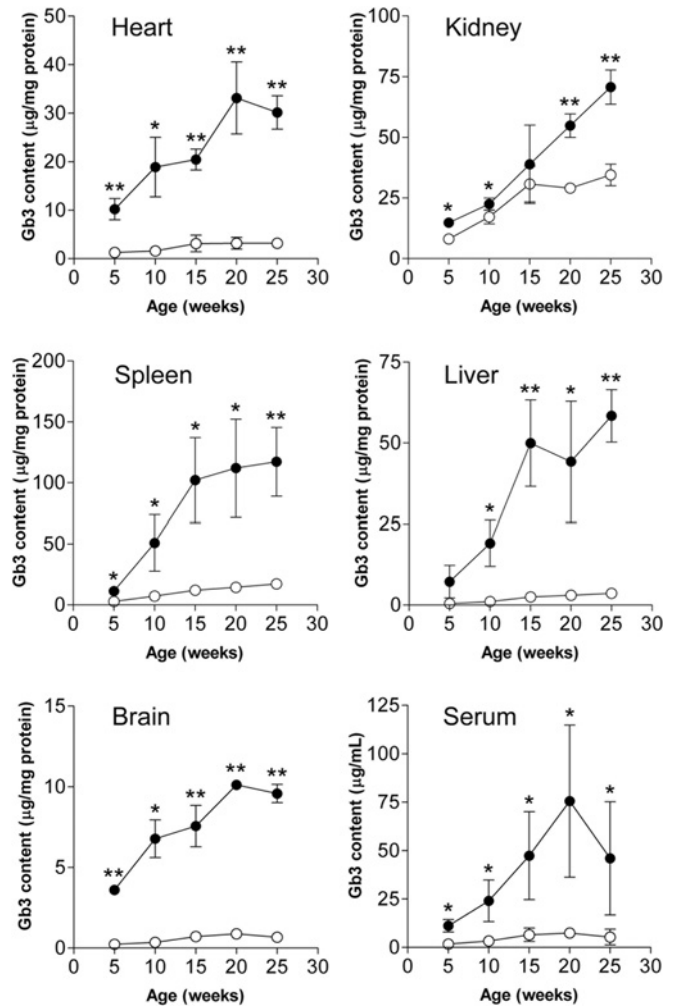 Heart
Gb3 content (μg/mg protein)
50
40
30
20
10
0
** * ** ** **
0 5 10 15 20 25 30
Age (weeks)
Kidney
Gb3 content (μg/mg protein)
100
75
50
25
0
* * ** **
0 5 10 15 20 25 30
Age (weeks)
Spleen
Gb3 content (μg/mg protein)
200
150
100
50
0
* * * * **
0 5 10 15 20 25 30
Age (weeks)
Liver
Gb3 content (μg/mg protein)
75
50
25
0
* ** * **
0 5 10 15 20 25 30
Age (weeks)
Brain
Gb3 content (μg/mg protein)
15
10
5
0
** * ** ** **
0 5 10 15 20 25 30
Age (weeks)
Serum
Gb3 content (μg/mL)
125
100
75
50
25
0
* * * * *
0 5 10 15 20 25 30
Age (weeks)